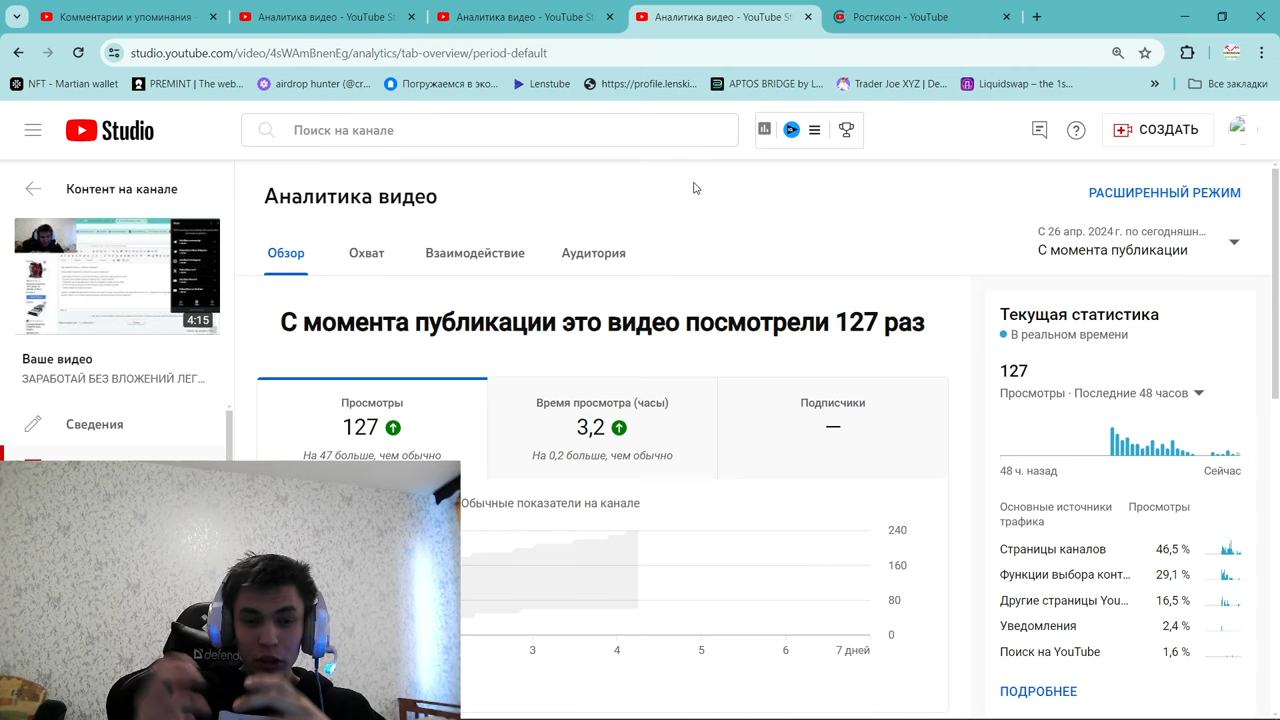 Комментарии и упоминания
Аналитика видео - YouTube St
Аналитика видео - YouTube S
Аналитика видео - YouTube St
Ростиксон - YouTube
studio.youtube.com/video/4sWAmBnenEg/analytics/tab-overview/period-default
NFT - Martian wallet
PREMINT | The web...
airdrop hunter (@cr...
Погружаемся в эко...
Lenstube
https://profile.lenski...
APTOS BRIDGE by L...
Trader Joe XYZ | De...
Liquidswap – the 1s...
»
Все закладки
Studio
Поиск на канале
СОЗДАТЬ
Контент на канале
4:15
Ваше видео
ЗАРАБОТАЙ БЕЗ ВЛОЖЕНИЙ ЛЕГ...
Сведения
Аналитика видео
РАСШИРЕННЫЙ РЕЖИМ
С 26 апр. 2024 г. по сегодняшн...
С момента публикации
Обзор
Охват
Взаимодействие
Аудитория
С момента публикации это видео посмотрели 127 раз
Просмотры
127
На 47 больше, чем обычно
Время просмотра (часы)
3,2
На 0,2 больше, чем обычно
Подписчики
—
Обычные показатели на канале
240
160
80
0
3
4
5
6
7 дней
Текущая статистика
В реальном времени
127
Просмотры · Последние 48 часов
48 ч. назад
Сейчас
Основные источники
трафика
Просмотры
Страницы каналов
46,5 %
Функции выбора конт...
29,1 %
Другие страницы You...
16,5 %
Уведомления
2,4 %
Поиск на YouTube
1,6 %
ПОДРОБНЕЕ
defend